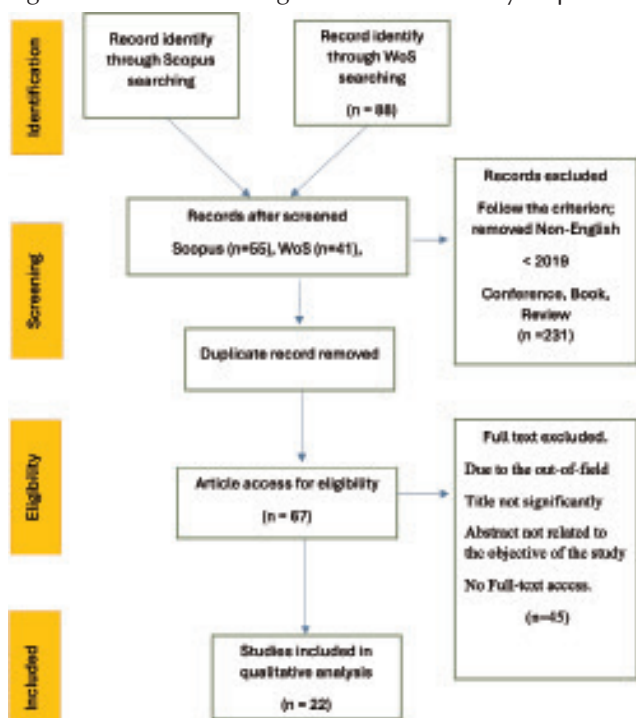 Identification
Record identify
through Scopus
searching
Record identify
through WoS
searching
(n = 88)
Records after screened
Scopus (n=55), WoS (n=41),
Records excluded
Follow the criterion;
removed Non-English
< 2019
Conference, Book,
Review
(n =231)
Screening
Duplicate record removed
Eligibility
Article access for eligibility
(n = 67)
Full text excluded.
Due to the out-of-field
Title not significantly
Abstract not related to
the objective of the study
No Full-text access.
(n=45)
Included
Studies included in
qualitative analysis
(n = 22)